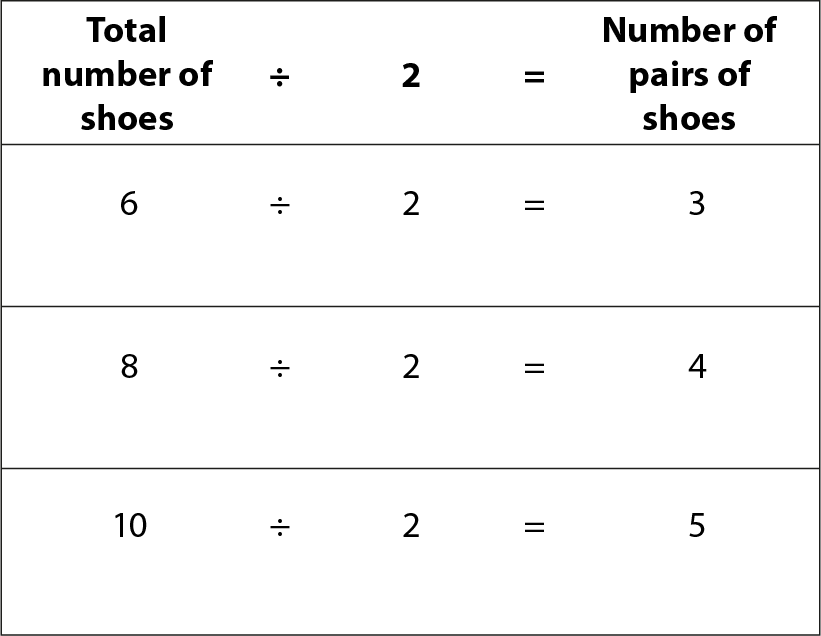 Total number of shoes ÷ 2 = Number of pairs of shoes
6 ÷ 2 = 3
8 ÷ 2 = 4
10 ÷ 2 = 5